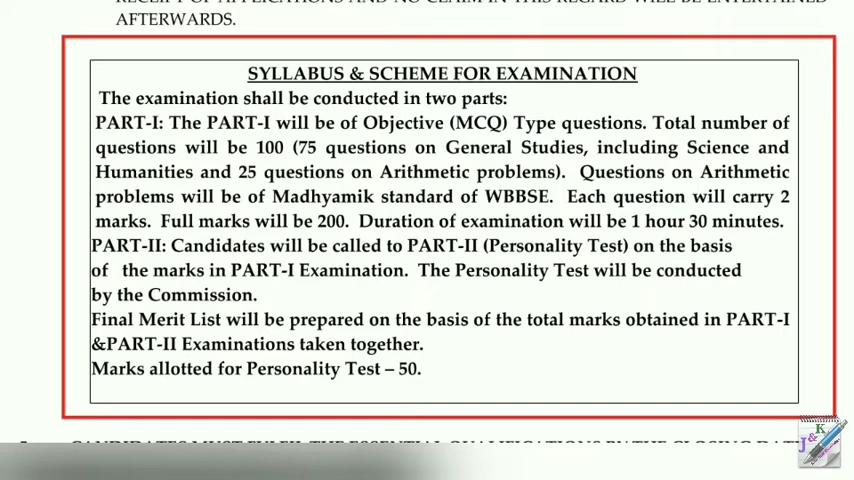 AFTERWARDS.
SYLLABUS & SCHEME FOR EXAMINATION
The examination shall be conducted in two parts:
PART-I: The PART-I will be of Objective (MCQ) Type questions. Total number of
questions will be 100 (75 questions on General Studies, including Science and
Humanities and 25 questions on Arithmetic problems). Questions on Arithmetic
problems will be of Madhyamik standard of WBBSE. Each question will carry 2
marks. Full marks will be 200. Duration of examination will be 1 hour 30 minutes.
PART-II: Candidates will be called to PART-II (Personality Test) on the basis
of the marks in PART-I Examination. The Personality Test will be conducted
by the Commission.
Final Merit List will be prepared on the basis of the total marks obtained in PART-I
&PART-II Examinations taken together.
Marks allotted for Personality Test – 50.
J&K